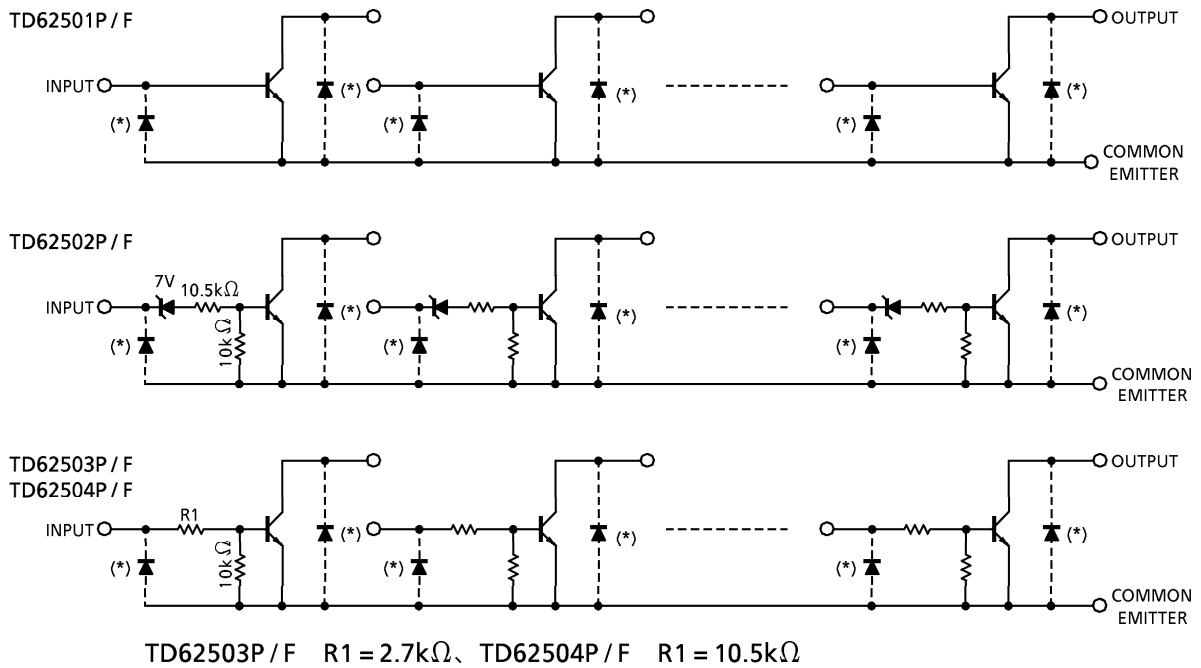 TD62501P / F
OUTPUT
INPUT
(*)
(*)
(*)
(*)
(*)
(*)
COMMON
EMITTER
TD62502P / F
OUTPUT
7V
10.5kΩ
INPUT
(*)
10kΩ
(*)
(*)
(*)
(*)
(*)
COMMON
EMITTER
TD62503P / F
TD62504P / F
OUTPUT
R1
INPUT
(*)
10kΩ
(*)
(*)
(*)
(*)
(*)
COMMON
EMITTER
TD62503P / F R1 = 2.7kΩ、TD62504P / F R1 = 10.5kΩ